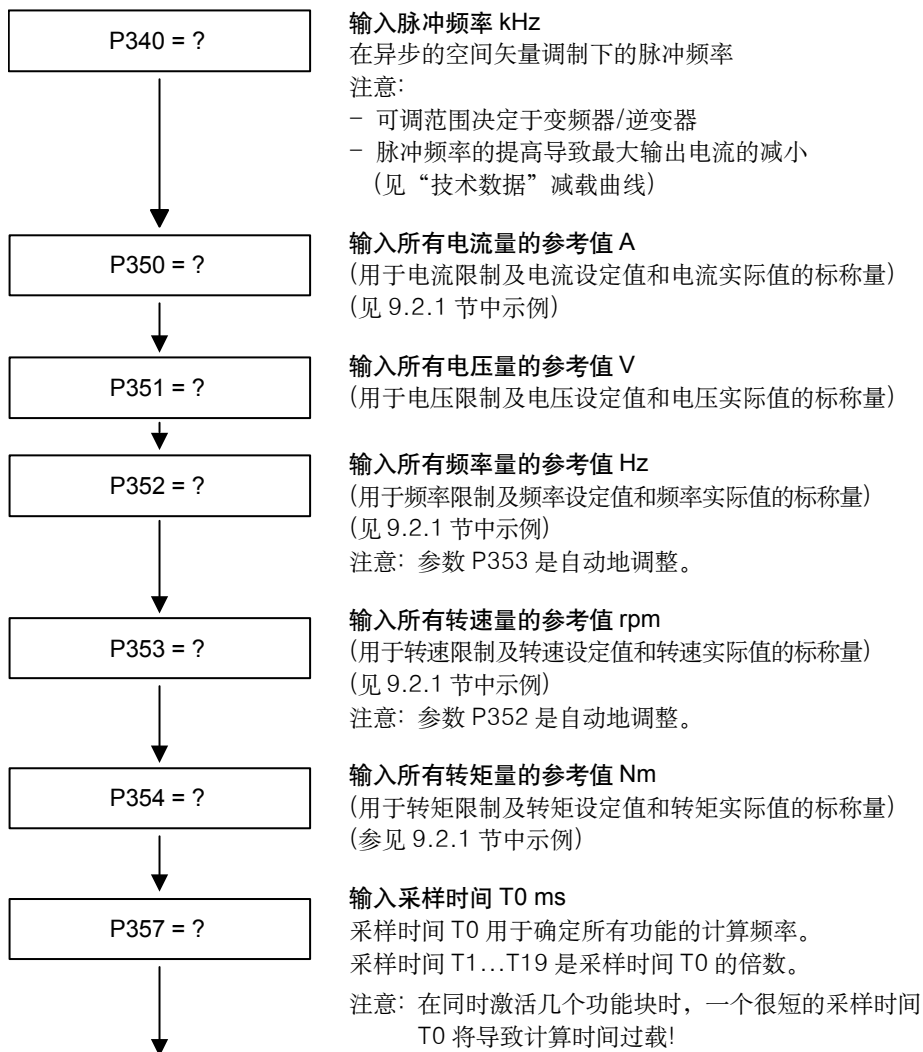 P340 = ?
输入脉冲频率 kHz
在异步的空间矢量调制下的脉冲频率
注意:
– 可调范围决定于变频器/逆变器
– 脉冲频率的提高导致最大输出电流的减小
(见“技术数据”减载曲线)
P350 = ?
输入所有电流量的参考值 A
(用于电流限制及电流设定值和电流实际值的标称量)
(见 9.2.1 节中示例)
P351 = ?
输入所有电压量的参考值 V
(用于电压限制及电压设定值和电压实际值的标称量)
P352 = ?
输入所有频率量的参考值 Hz
(用于频率限制及频率设定值和频率实际值的标称量)
(见 9.2.1 节中示例)
注意: 参数 P353 是自动地调整。
P353 = ?
输入所有转速量的参考值 rpm
(用于转速限制及转速设定值和转速实际值的标称量)
(见 9.2.1 节中示例)
注意: 参数 P352 是自动地调整。
P354 = ?
输入所有转矩量的参考值 Nm
(用于转矩限制及转矩设定值和转矩实际值的标称量)
(参见 9.2.1 节中示例)
P357 = ?
输入采样时间 T0 ms
采样时间 T0 用于确定所有功能的计算频率。
采样时间 T1...T19 是采样时间 T0 的倍数。
注意: 在同时激活几个功能块时，一个很短的采样时间
T0 将导致计算时间过载!